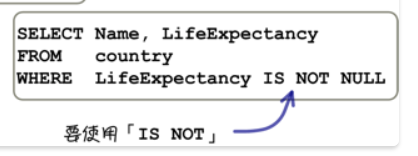 SELECT Name, LifeExpectancy
FROM country
WHERE LifeExpectancy IS NOT NULL
要使用「IS NOT」